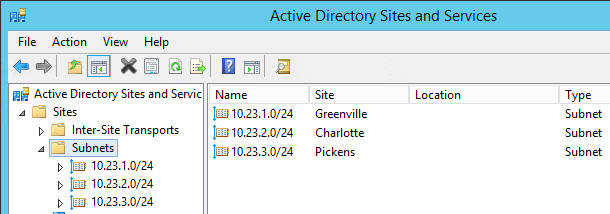 Active Directory Sites and Services
File Action View Help
Active Directory Sites and Servic
Sites
Inter-Site Transports
Subnets
10.23.1.0/24
10.23.2.0/24
10.23.3.0/24
Name Site Location Type
10.23.1.0/24 Greenville Subnet
10.23.2.0/24 Charlotte Subnet
10.23.3.0/24 Pickens Subnet